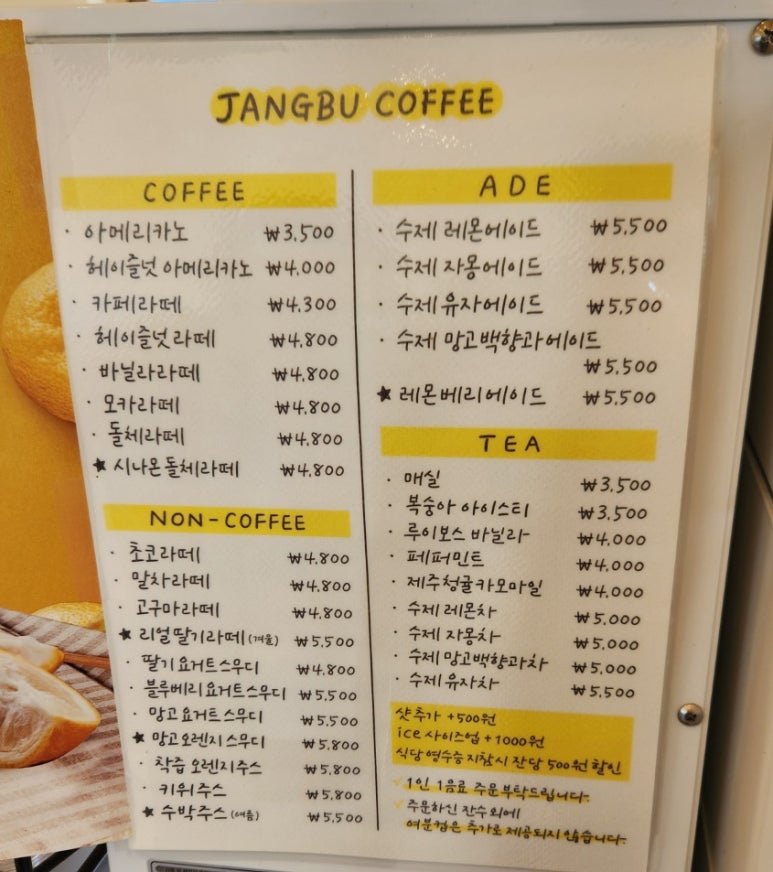 JANGBU COFFEE
COFFEE
· 아메리카노 ₩3,500
· 헤이즐넛 아메리카노 ₩4,000
· 카페라떼 ₩4,300
· 헤이즐넛 라떼 ₩4,800
· 바닐라라떼 ₩4,800
· 모카라떼 ₩4,800
· 돌체라떼 ₩4,800
★ 시나몬돌체라떼 ₩4,800
NON-COFFEE
· 초코라떼 ₩4,800
· 말차라떼 ₩4,800
· 고구마라떼 ₩4,800
★ 리얼딸기라떼 (겨울) ₩5,500
· 딸기요거트스무디 ₩4,800
· 블루베리요거트스무디 ₩5,500
· 망고요거트스무디 ₩5,500
★ 망고오렌지스무디 ₩5,800
· 착즙 오렌지주스 ₩5,500
· 키위주스 ₩5,800
★ 수박주스 (여름) ₩5,500
ADE
· 수제 레몬에이드 ₩5,500
· 수제 자몽에이드 ₩5,500
· 수제 유자에이드 ₩5,500
· 수제 망고백향과에이드
₩5,500
★ 레몬베리에이드 ₩5,500
TEA
· 매실 ₩3,500
· 복숭아 아이스티 ₩3,500
· 루이보스 바닐라 ₩4,000
· 페퍼민트 ₩4,000
· 제주청귤카모마일 ₩4,000
· 수제 레몬차 ₩5,000
· 수제 자몽차 ₩5,000
· 수제 망고백향과차 ₩5,000
· 수제 유자차 ₩5,500
샷추가 +500원
ice 사이즈업 +1000원
식당영수증지참시 잔당 500원 할인
✓ 1인 1음료 주문부탁드립니다.
✓ 주문하신 잔수외에
여분컵은 추가로 제공되지 않습니다.